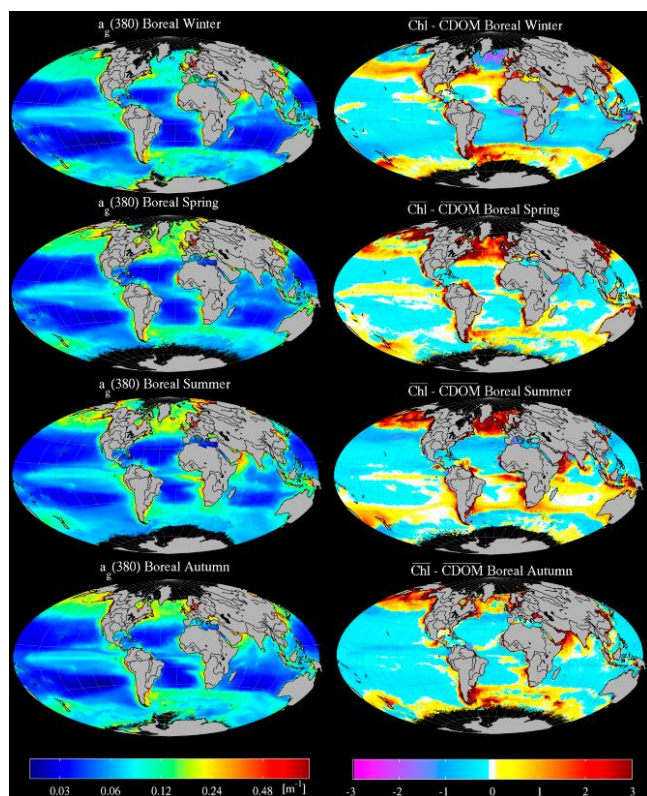 a_g (380) Boreal Winter
Chl - CDOM Boreal Winter
a_g (380) Boreal Spring
Chl - CDOM Boreal Spring
a_g (380) Boreal Summer
Chl - CDOM Boreal Summer
a_g (380) Boreal Autumn
Chl - CDOM Boreal Autumn
0.03 0.06 0.12 0.24 0.48 [m⁻¹]
-3 -2 -1 0 1 2 3